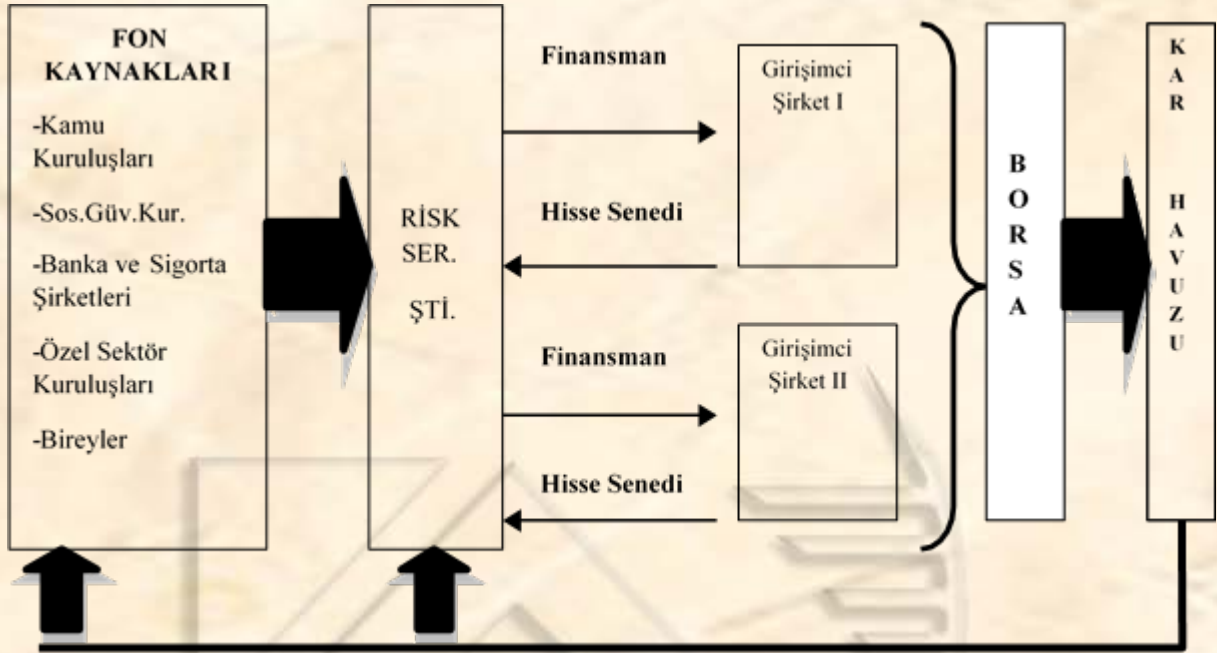 FON
KAYNAKLARI
-Kamu
Kuruluşları
-Sos.Güv.Kur.
-Banka ve Sigorta
Şirketleri
-Özel Sektör
Kuruluşları
-Bireyler
RİSK
SER.
ŞTİ.
Finansman
Hisse Senedi
Finansman
Hisse Senedi
Girişimci
Şirket I
Girişimci
Şirket II
B
O
R
S
A
K
A
R
H
A
V
U
Z
U